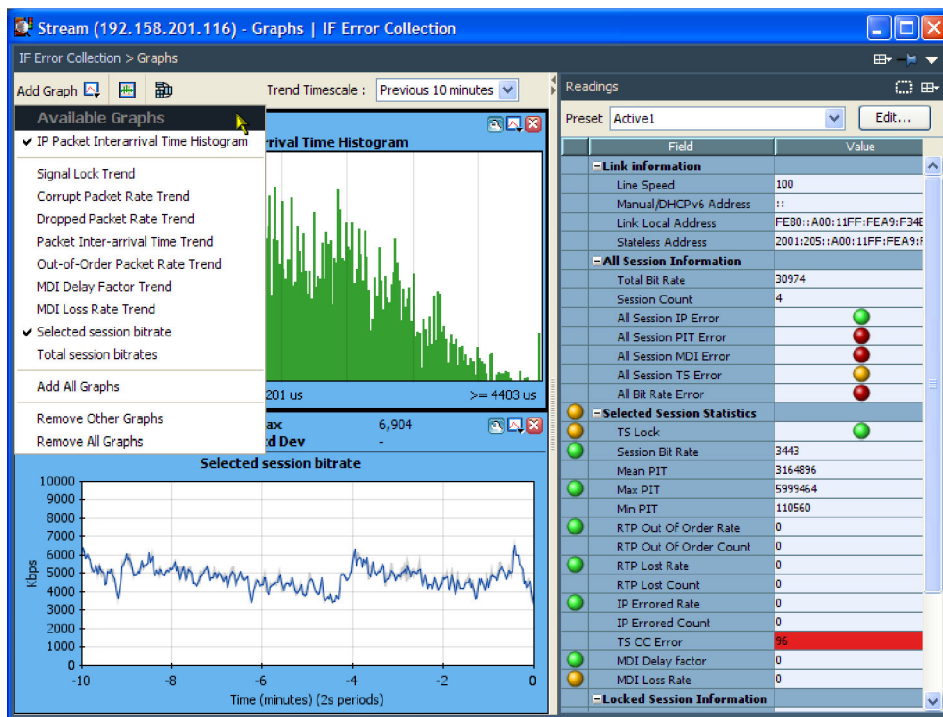 Stream (192.158.201.116) - Graphs | IF Error Collection
IF Error Collection > Graphs
Add Graph
Trend Timescale : Previous 10 minutes
Available Graphs
IP Packet Interarrival Time Histogram
Signal Lock Trend
Corrupt Packet Rate Trend
Dropped Packet Rate Trend
Packet Inter-arrival Time Trend
Out-of-Order Packet Rate Trend
MDI Delay Factor Trend
MDI Loss Rate Trend
Selected session bitrate
Total session bitrates
Add All Graphs
Remove Other Graphs
Remove All Graphs
Time Histogram
201 us >= 4403 us
6,904
Dev -
Selected session bitrate
kbps
10000
9000
8000
7000
6000
5000
4000
3000
2000
1000
0
-10 -8 -6 -4 -2 0
Time (minutes) (2s periods)
Readings
Preset Active1 Edit...
Field Value
Link information
Line Speed 100
Manual/DHCPv6 Address ::
Link Local Address FE80::A00:11FF:FEA9:F34E
Stateless Address 2001:205::A00:11FF:FEA9:F
All Session Information
Total Bit Rate 30974
Session Count 4
All Session IP Error
All Session PIT Error
All Session MDI Error
All Session TS Error
All Bit Rate Error
Selected Session Statistics
TS Lock
Session Bit Rate 3443
Mean PIT 3164896
Max PIT 5999464
Min PIT 110560
RTP Out Of Order Rate 0
RTP Out Of Order Count 0
RTP Lost Rate 0
RTP Lost Count 0
IP Errored Rate 0
IP Errored Count 0
TS CC Error 96
MDI Delay factor 0
MDI Loss Rate 0
Locked Session Information